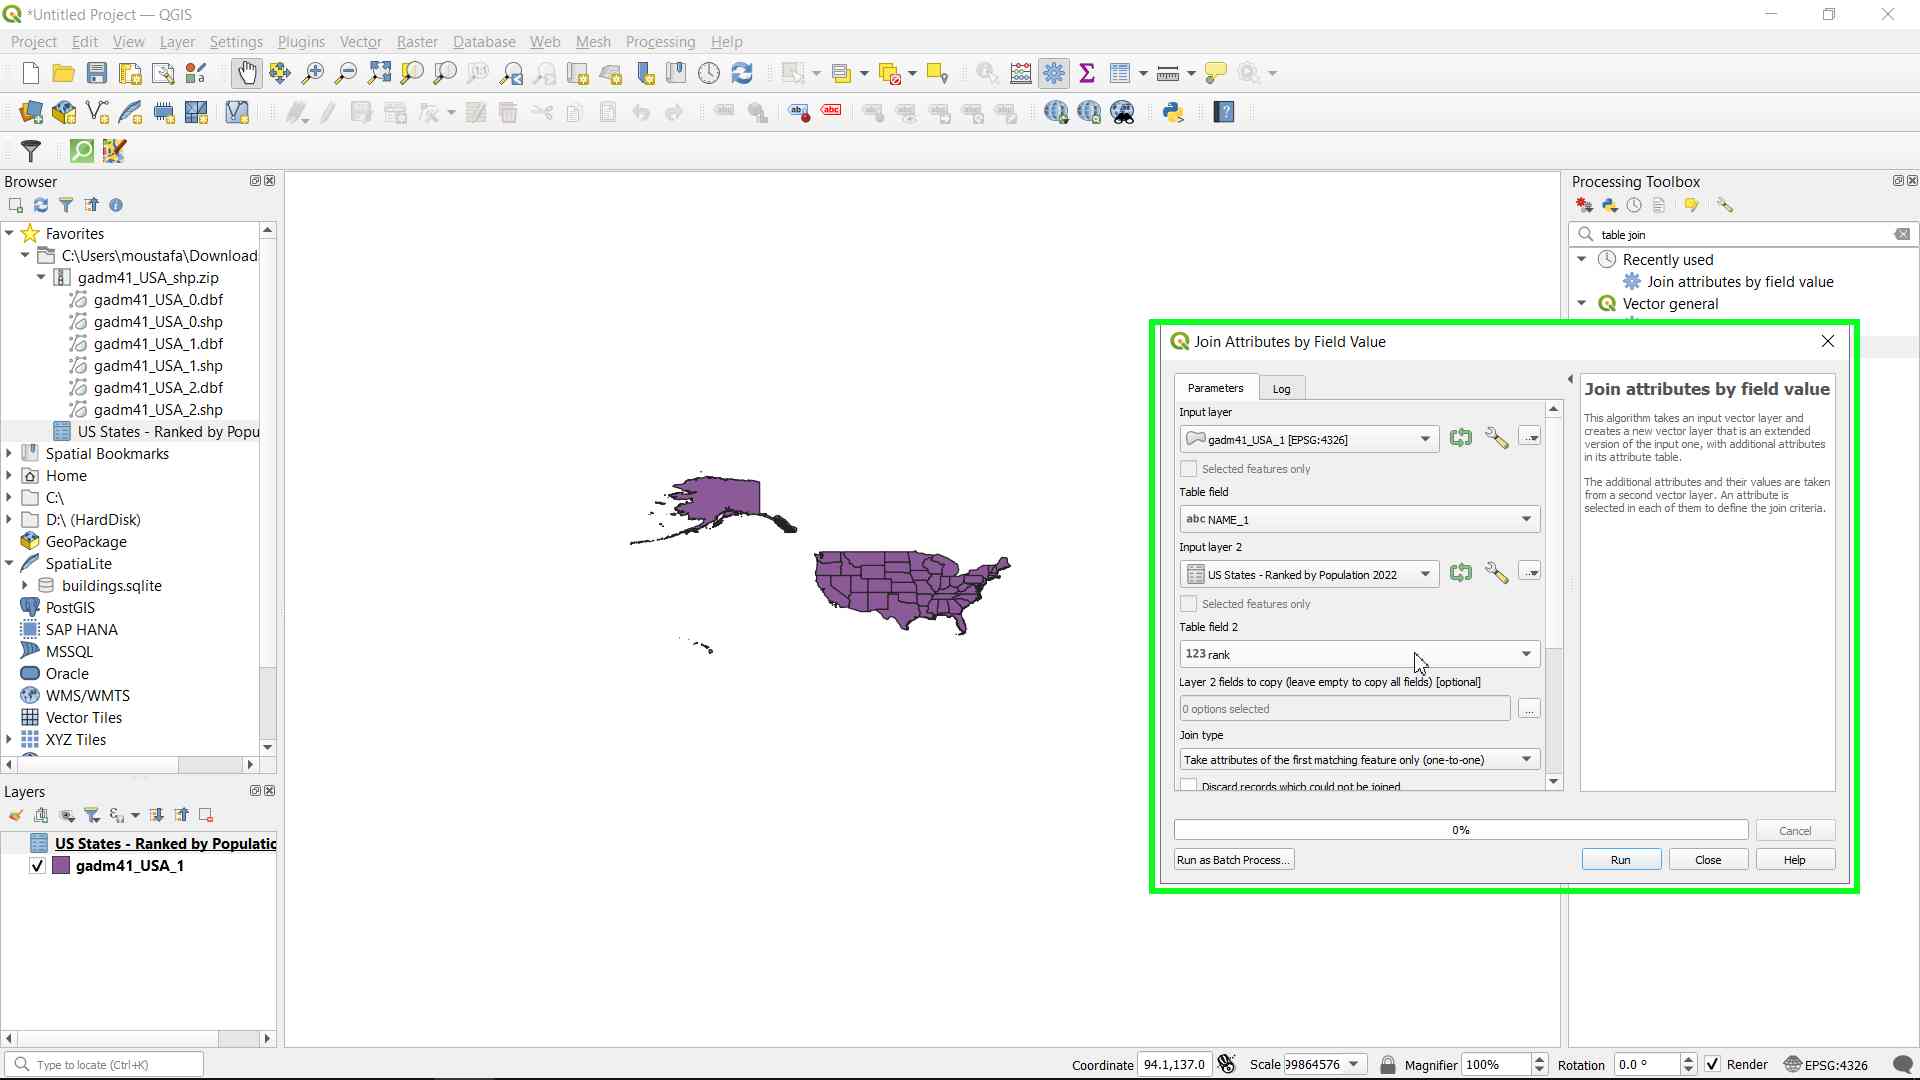 *Untitled Project — QGIS
Project Edit View Layer Settings Plugins Vector Raster Database Web Mesh Processing Help
Browser
Favorites
C:\Users\moustafa\Download
gadm41_USA_shp.zip
gadm41_USA_0.dbf
gadm41_USA_0.shp
gadm41_USA_1.dbf
gadm41_USA_1.shp
gadm41_USA_2.dbf
gadm41_USA_2.shp
US States - Ranked by Popu
Spatial Bookmarks
Home
C:\
D:\ (HardDisk)
GeoPackage
SpatiaLite
buildings.sqlite
PostGIS
SAP HANA
MSSQL
Oracle
WMS/WMTS
Vector Tiles
XYZ Tiles
Layers
US States - Ranked by Populatic
gadm41_USA_1
Processing Toolbox
table join
Recently used
Join attributes by field value
Vector general
Join Attributes by Field Value
Parameters Log
Input layer
gadm41_USA_1 [EPSG:4326]
Selected features only
Table field
abc NAME_1
Input layer 2
US States - Ranked by Population 2022
Selected features only
Table field 2
123 rank
Layer 2 fields to copy (leave empty to copy all fields) [optional]
0 options selected
...
Join type
Take attributes of the first matching feature only (one-to-one)
Discard records which could not be joined
Join attributes by field value
This algorithm takes an input vector layer and
creates a new vector layer that is an extended
version of the input one, with additional attributes
in its attribute table.
The additional attributes and their values are taken
from a second vector layer. An attribute is
selected in each of them to define the join criteria.
0%
Cancel
Run as Batch Process...
Run
Close
Help
Type to locate (Ctrl+K)
Coordinate 94.1,137.0 Scale 99864576 Magnifier 100% Rotation 0.0 ° Render EPSG:4326